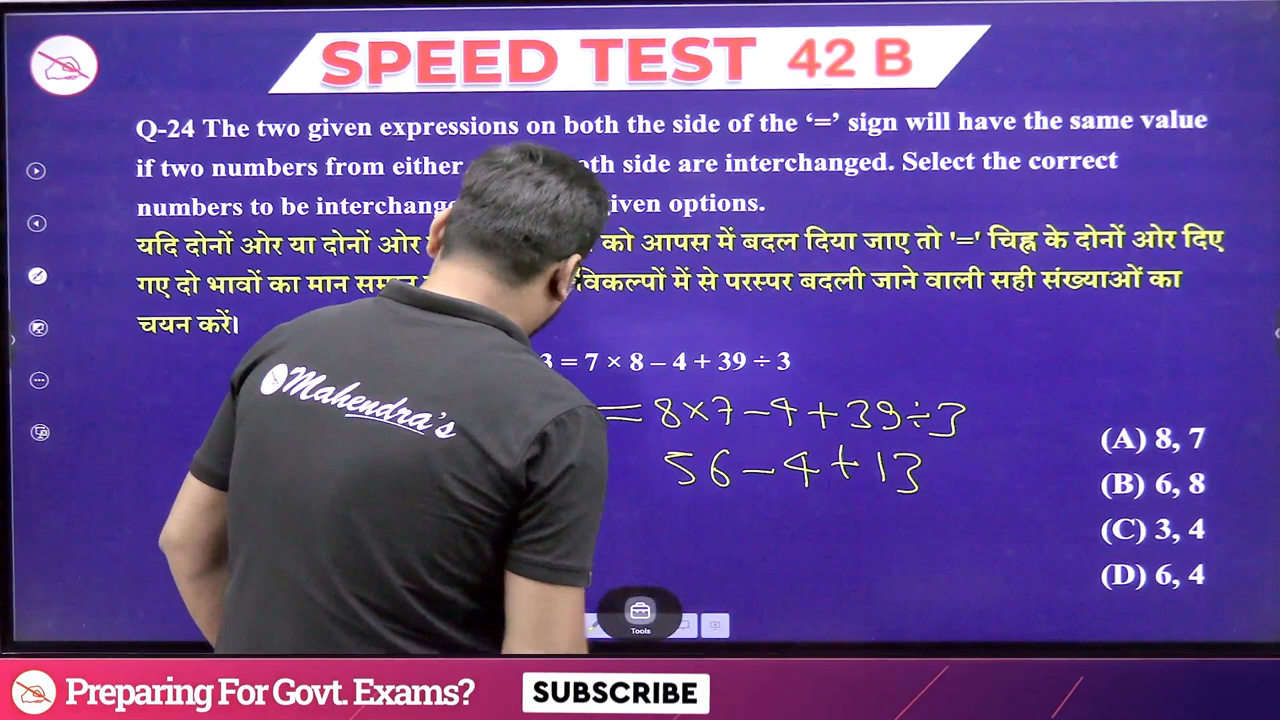 SPEED TEST 42 B
Q-24 The two given expressions on both the side of the ‘=’ sign will have the same value
if two numbers from either oth side are interchanged. Select the correct
numbers to be interchang iven options.
यदि दोनों ओर या दोनों ओर को आपस में बदल दिया जाए तो '=' चिह्न के दोनों ओर दिए
गए दो भावों का मान विकल्पों में से परस्पर बदली जाने वाली सही संख्याओं का
चयन करें।
3 = 7 × 8 – 4 + 39 ÷ 3
= 8 × 7 – 4 + 39 ÷ 3
56 – 4 + 13
(A) 8, 7
(B) 6, 8
(C) 3, 4
(D) 6, 4
Mahendra's
Tools
Preparing For Govt. Exams? SUBSCRIBE